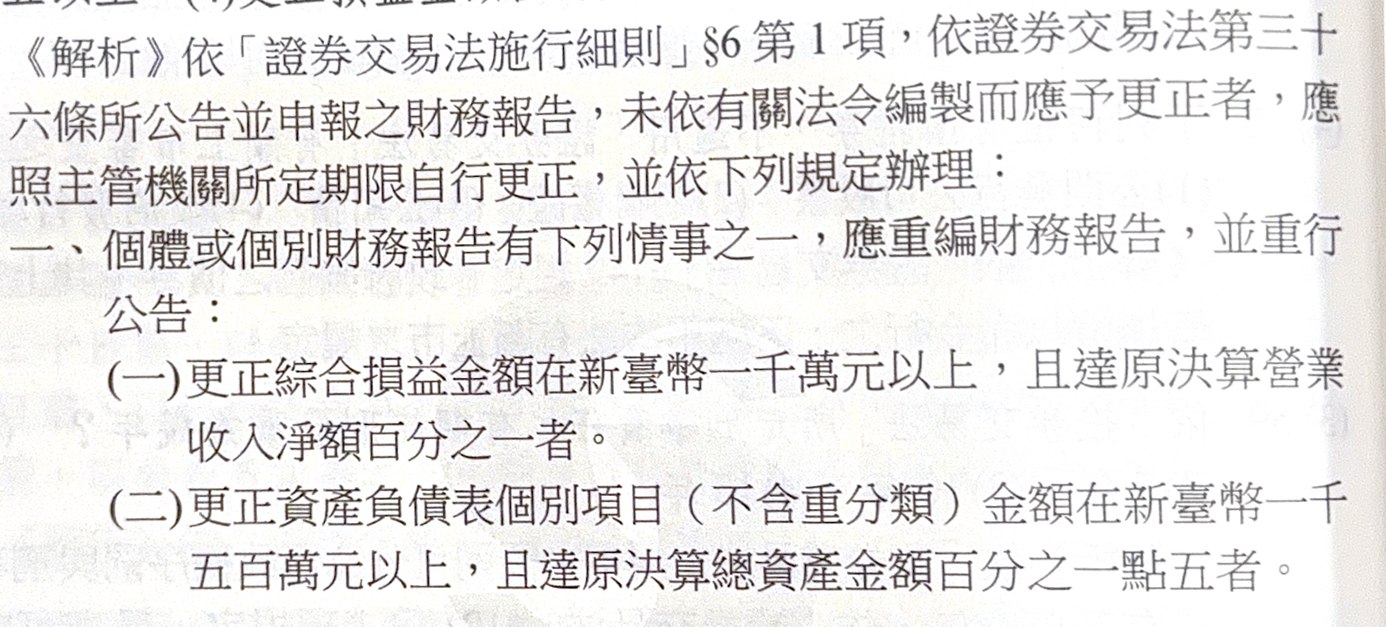 《解析》依「證券交易法施行細則」§6 第 1 項，依證券交易法第三十
六條所公告並申報之財務報告，未依有關法令編製而應予更正者，應
照主管機關所定期限自行更正，並依下列規定辦理：
一、個體或個別財務報告有下列情事之一，應重編財務報告，並重行
公告：
(一)更正綜合損益金額在新臺幣一千萬元以上，且達原決算營業
收入淨額百分之一者。
(二)更正資產負債表個別項目（不含重分類）金額在新臺幣一千
五百萬元以上，且達原決算總資產金額百分之一點五者。